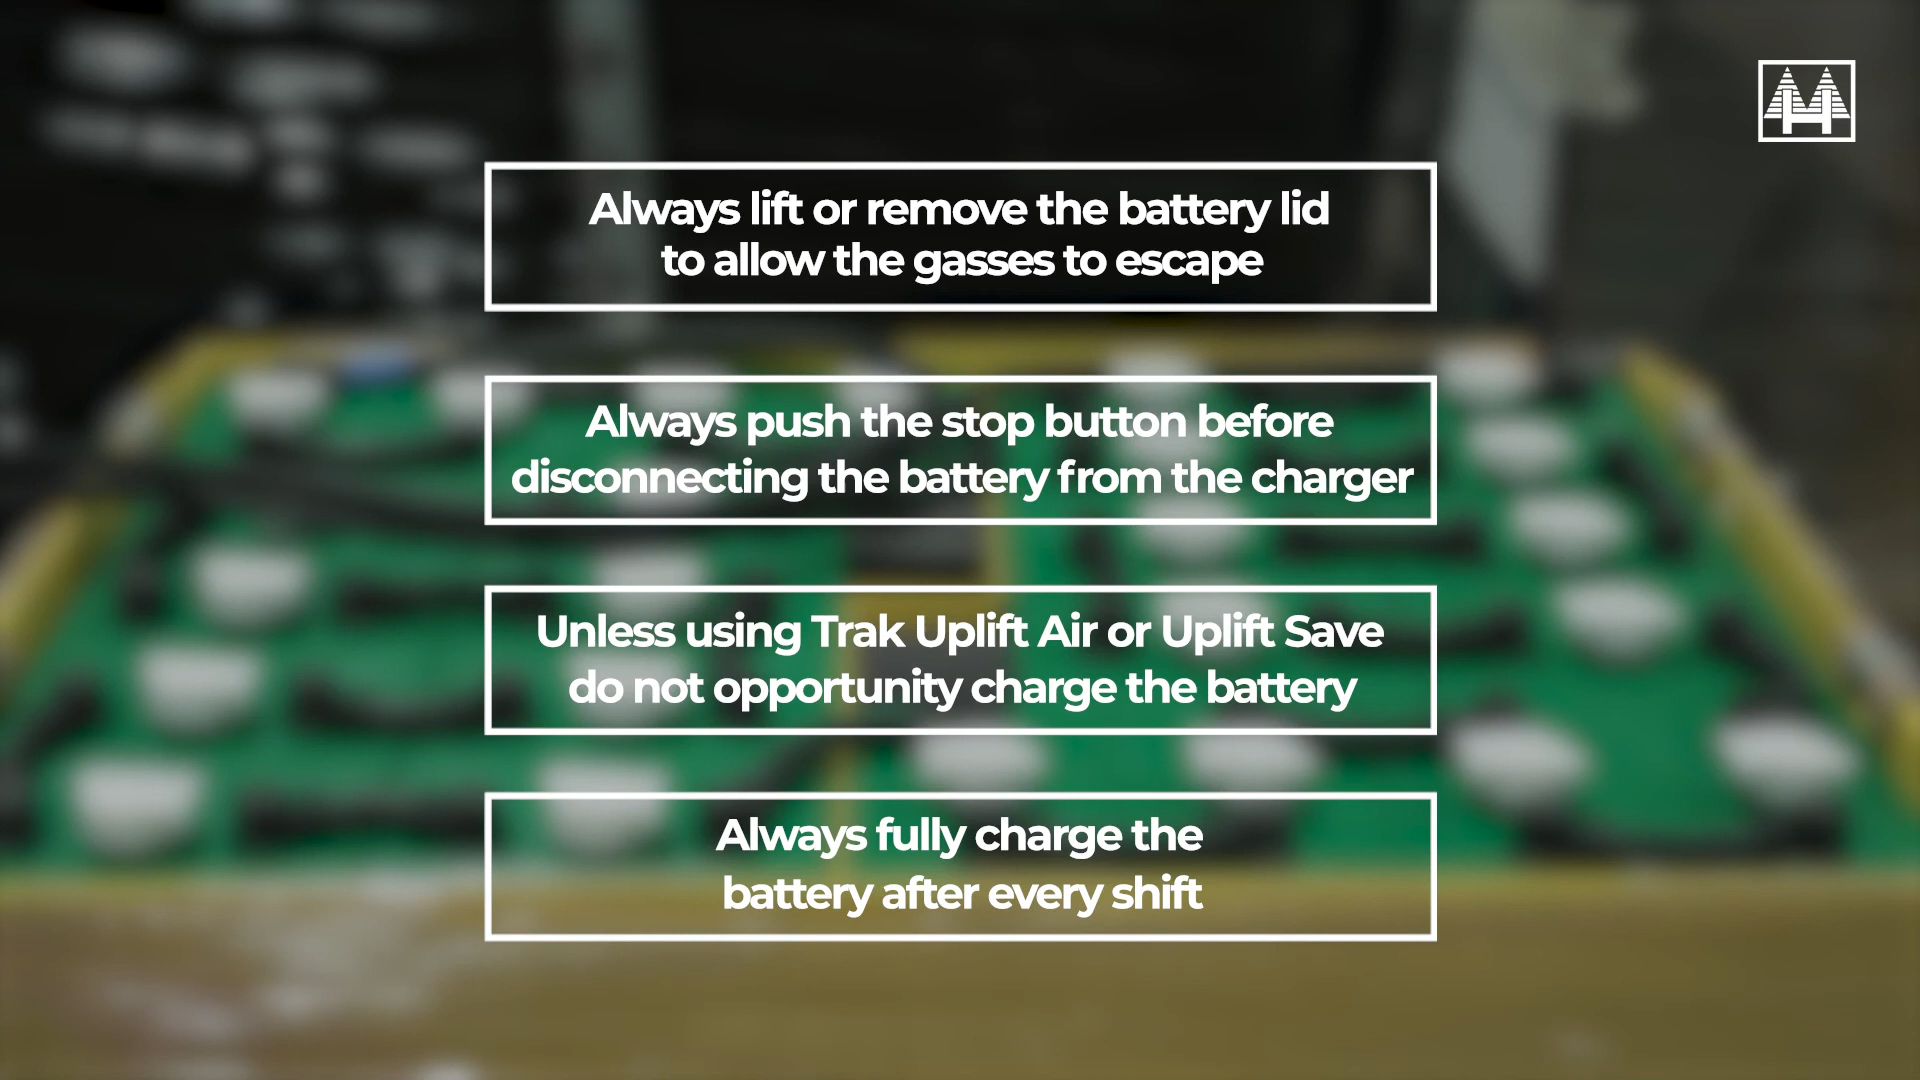 Always lift or remove the battery lid
to allow the gasses to escape
Always push the stop button before
disconnecting the battery from the charger
Unless using Trak Uplift Air or Uplift Save
do not opportunity charge the battery
Always fully charge the
battery after every shift